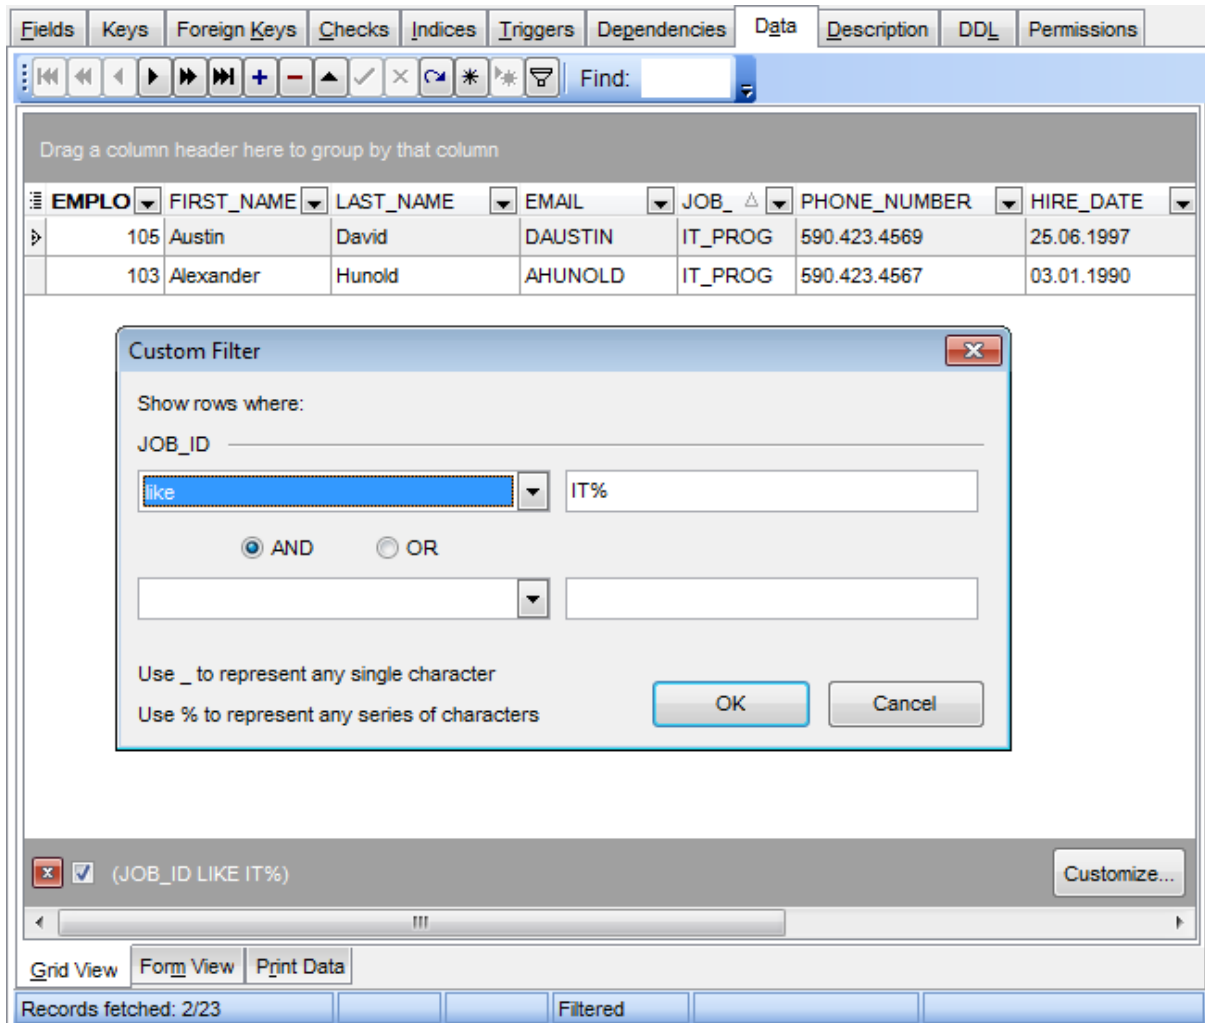 Fields Keys Foreign Keys Checks Indices Triggers Dependencies Data Description DDL Permissions
Find:
Drag a column header here to group by that column
EMPLO FIRST_NAME LAST_NAME EMAIL JOB_ PHONE_NUMBER HIRE_DATE
105 Austin David DAUSTIN IT_PROG 590.423.4569 25.06.1997
103 Alexander Hunold AHUNOLD IT_PROG 590.423.4567 03.01.1990
Custom Filter
Show rows where:
JOB_ID
like IT%
AND OR
Use _ to represent any single character
Use % to represent any series of characters
OK Cancel
(JOB_ID LIKE IT%) Customize...
Grid View Form View Print Data
Records fetched: 2/23 Filtered